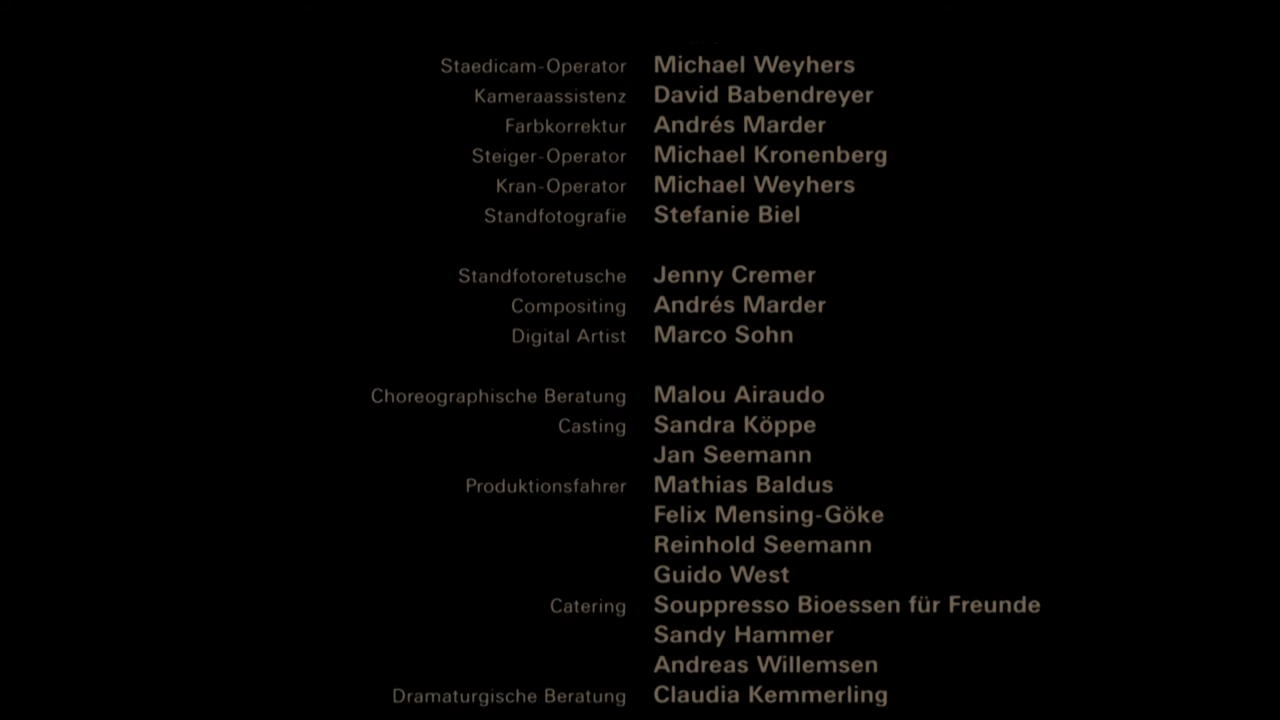 Staedicam-Operator Michael Weyhers
Kameraassistenz David Babendreyer
Farbkorrektur Andrés Marder
Steiger-Operator Michael Kronenberg
Kran-Operator Michael Weyhers
Standfotografie Stefanie Biel
Standfotoretusche Jenny Cremer
Compositing Andrés Marder
Digital Artist Marco Sohn
Choreographische Beratung Malou Airaudo
Casting Sandra Köppe
Jan Seemann
Produktionsfahrer Mathias Baldus
Felix Mensing-Göke
Reinhold Seemann
Guido West
Catering Souppresso Bioessen für Freunde
Sandy Hammer
Andreas Willemsen
Dramaturgische Beratung Claudia Kemmerling